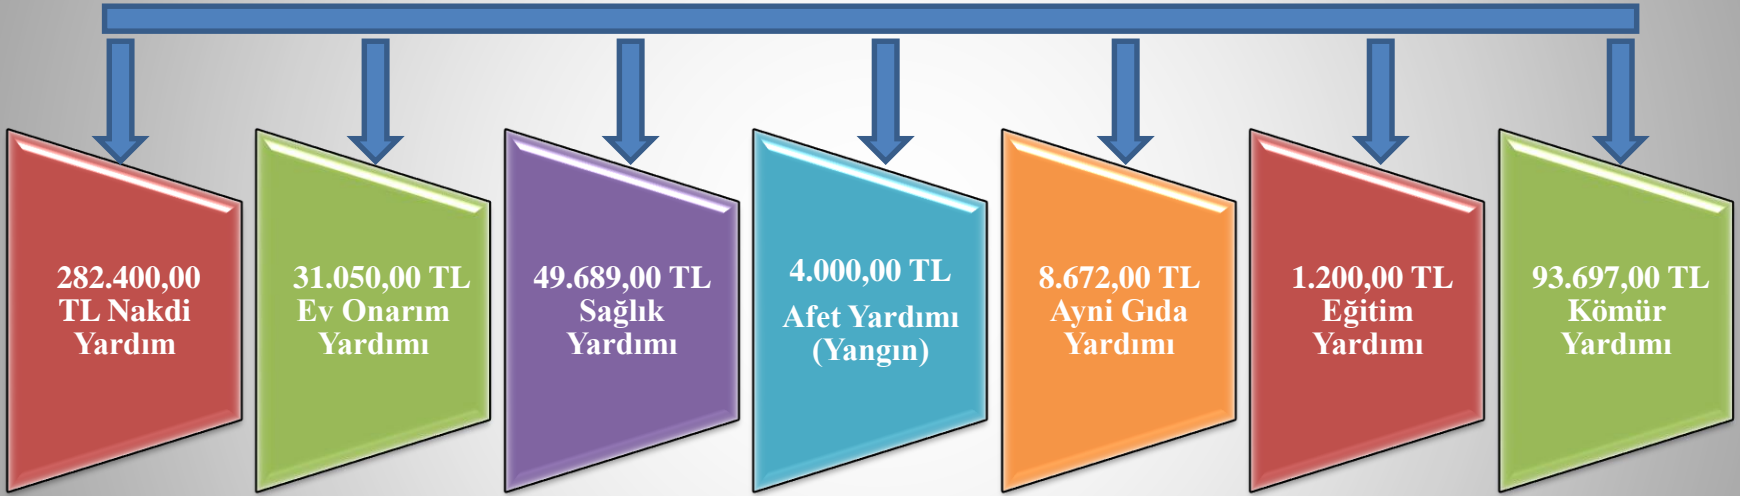 282.400,00
TL Nakdi
Yardım
31.050,00 TL
Ev Onarım
Yardımı
49.689,00 TL
Sağlık
Yardımı
4.000,00 TL
Afet Yardımı
(Yangın)
8.672,00 TL
Ayni Gıda
Yardımı
1.200,00 TL
Eğitim
Yardımı
93.697,00 TL
Kömür
Yardımı